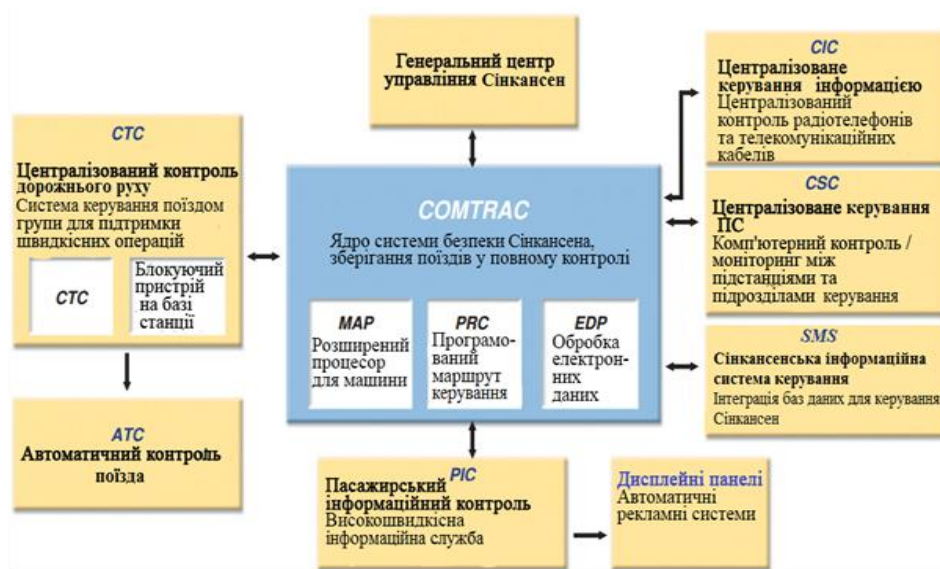 Генеральний центр
управління Сінкансен
CTC
Централізований контроль
дорожнього руху
Система керування поїздом
групи для підтримки
швидкісних операцій
CTC
Блокуючий
пристрій
на базі
станції
ATC
Автоматичний контроль
поїзда
COMTRAC
Ядро системи безпеки Сінкансена,
зберігання поїздів у повному контролі
MAP
Розширений
процесор
для машини
PRC
Програмо-
ваний
маршрут
керування
EDP
Обробка
електрон-
них
даних
CIC
Централізоване
керування інформацією
Централізований
контроль радіотелефонів
та телекомунікаційних
кабелів
CSC
Централізоване керування
ПС
Комп'ютерний контроль /
моніторинг між
підстанціями та
підрозділами керування
SMS
Сінкансенська інформаційна
система керування
Інтеграція баз даних для керування
Сінкансен
PIC
Пасажирський
інформаційний контроль
Високошвидкісна
інформаційна служба
Дисплейні панелі
Автоматичні
рекламні системи